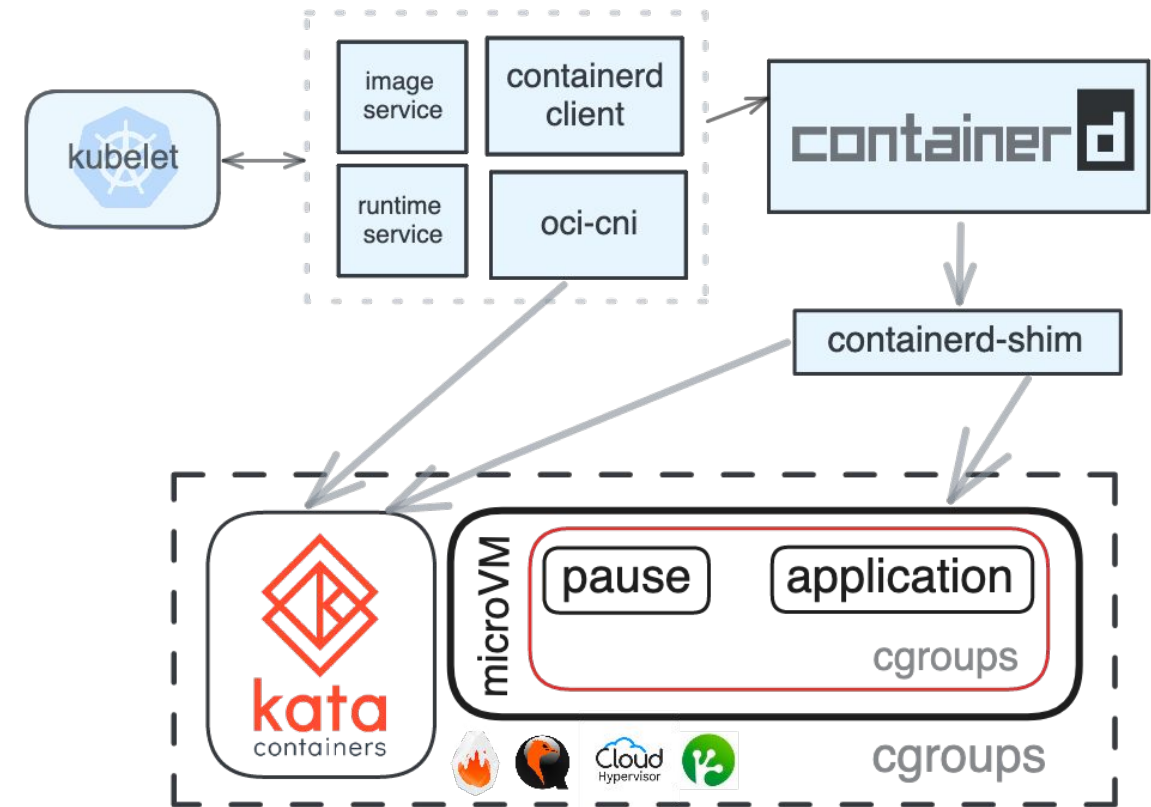 kubelet
image
service
containerd
client
runtime
service
oci-cni
containerd
containerd-shim
kata
containers
microVM
pause
application
cgroups
Cloud
Hypervisor
cgroups